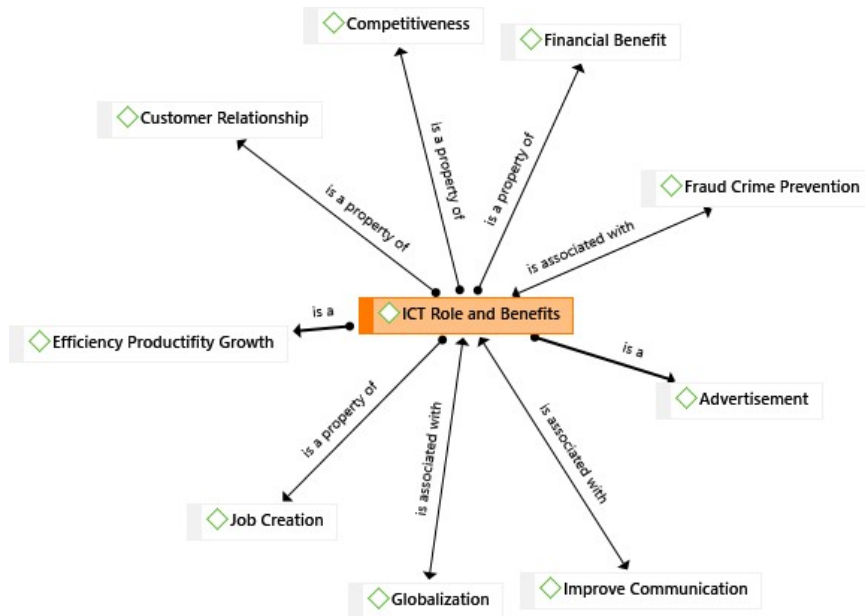 Competitiveness
Financial Benefit
Customer Relationship
is a property of
is a property of
Fraud Crime Prevention
is a property of
is associated with
is a
ICT Role and Benefits
Efficiency Productifity Growth
is a
Advertisement
is a property of
is associated with
is associated with
Job Creation
Globalization
Improve Communication